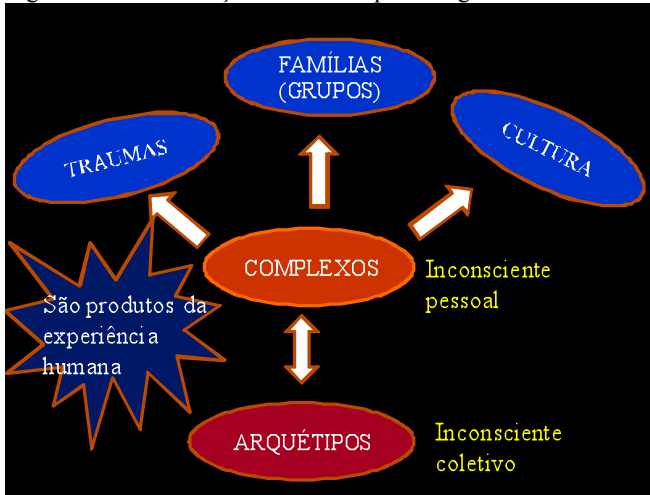 FAMÍLIAS
(GRUPOS)
TRAUMAS
CULTURA
COMPLEXOS
Inconsciente
pessoal
São produtos da
experiência
humana
ARQUÉTIPOS
Inconsciente
coletivo